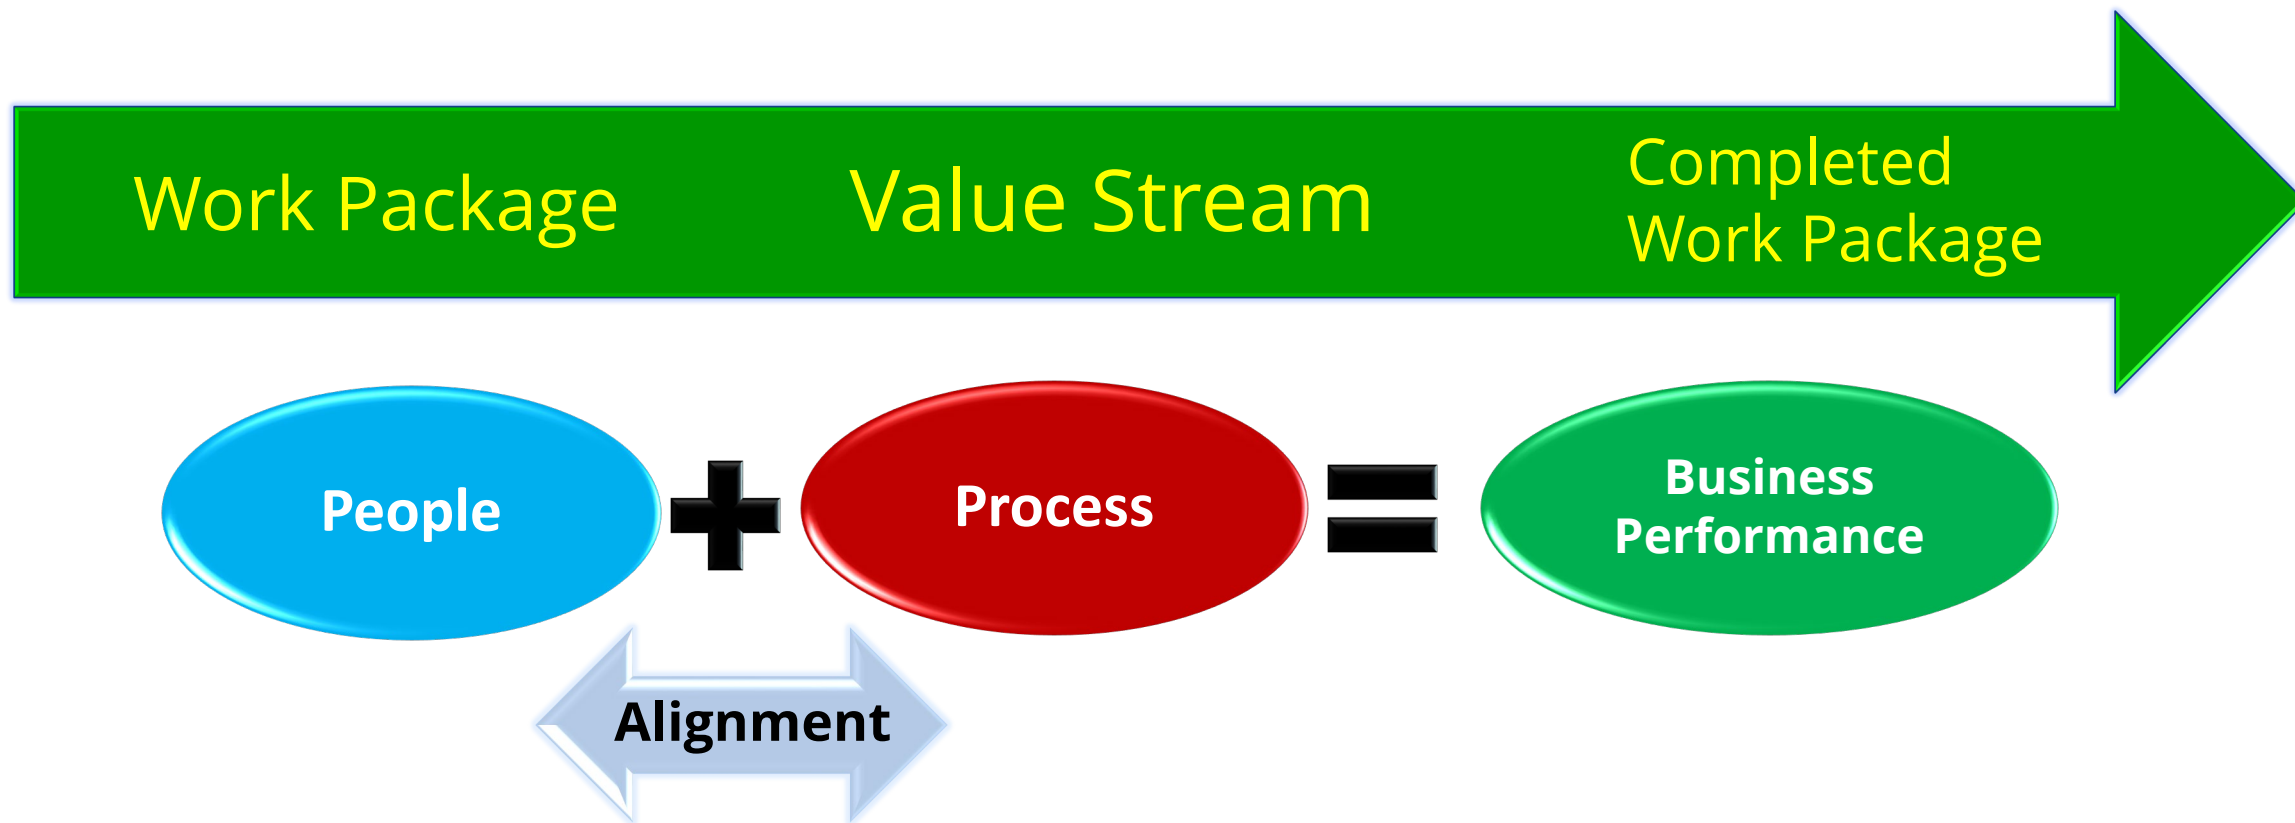 Work Package
Value Stream
Completed
Work Package
People
Process
Business
Performance
Alignment